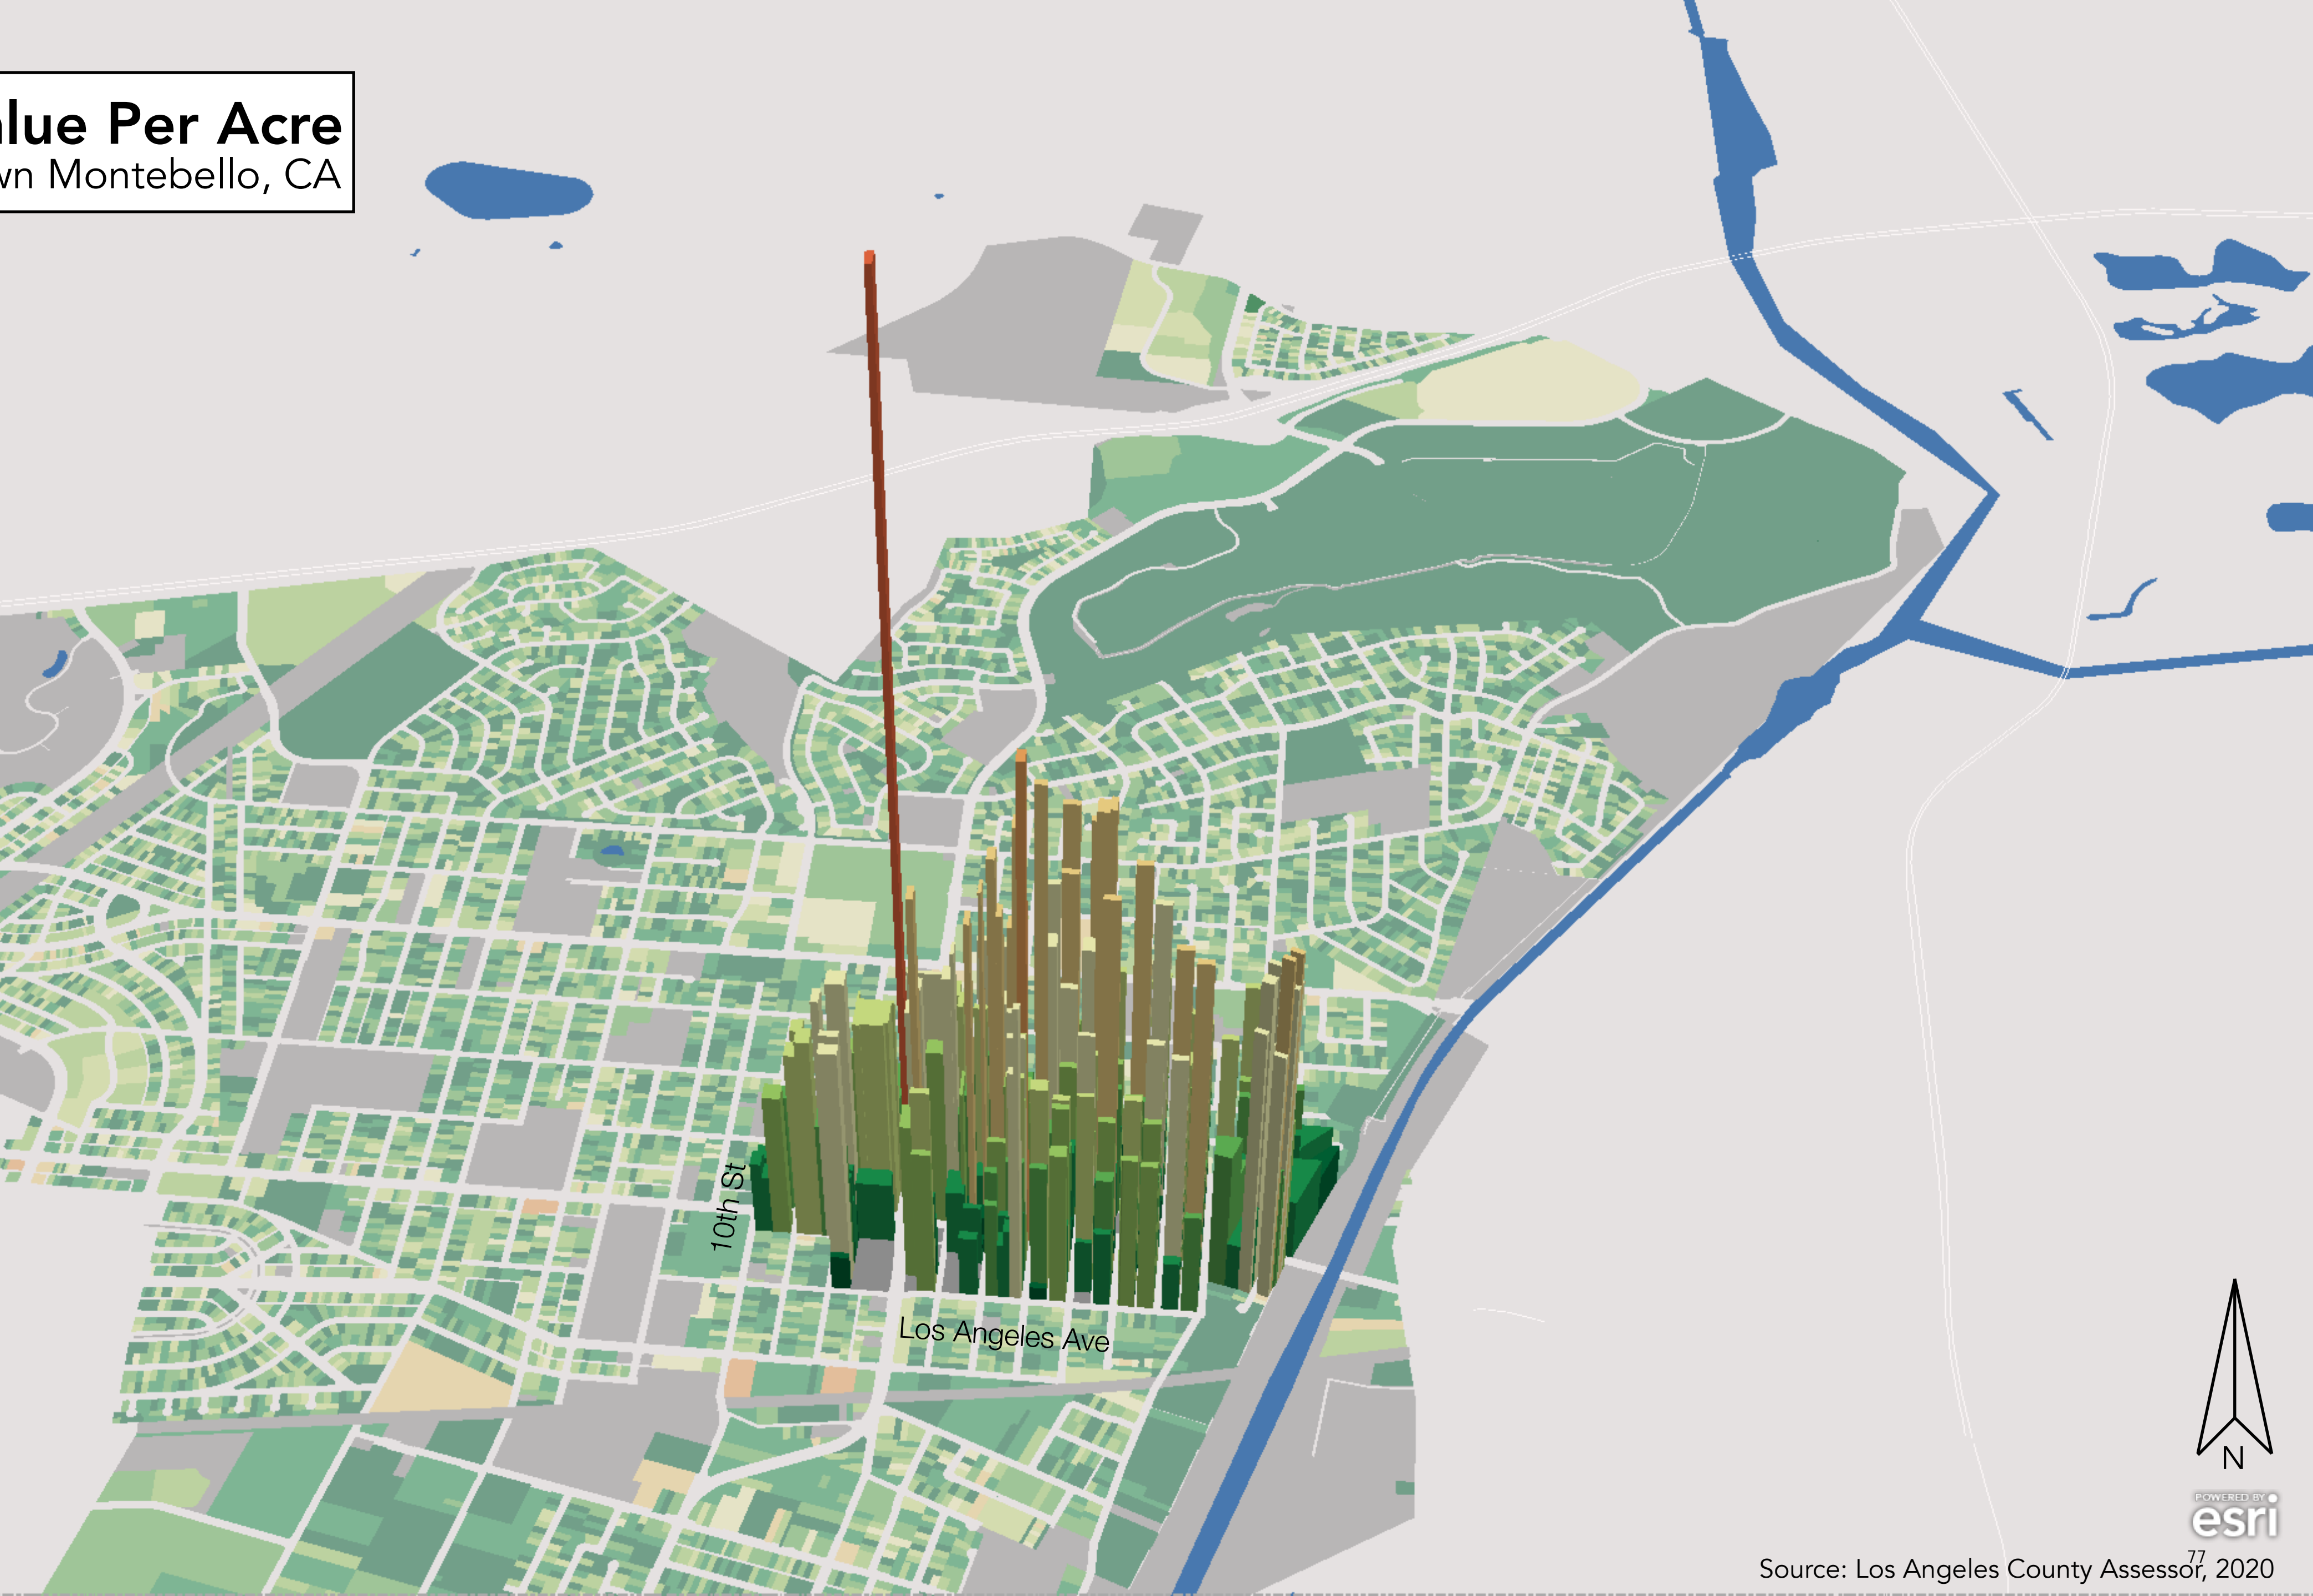 lue Per Acre
wn Montebello, CA
10th St
Los Angeles Ave
N
POWERED BY
esri
77
Source: Los Angeles County Assessor, 2020